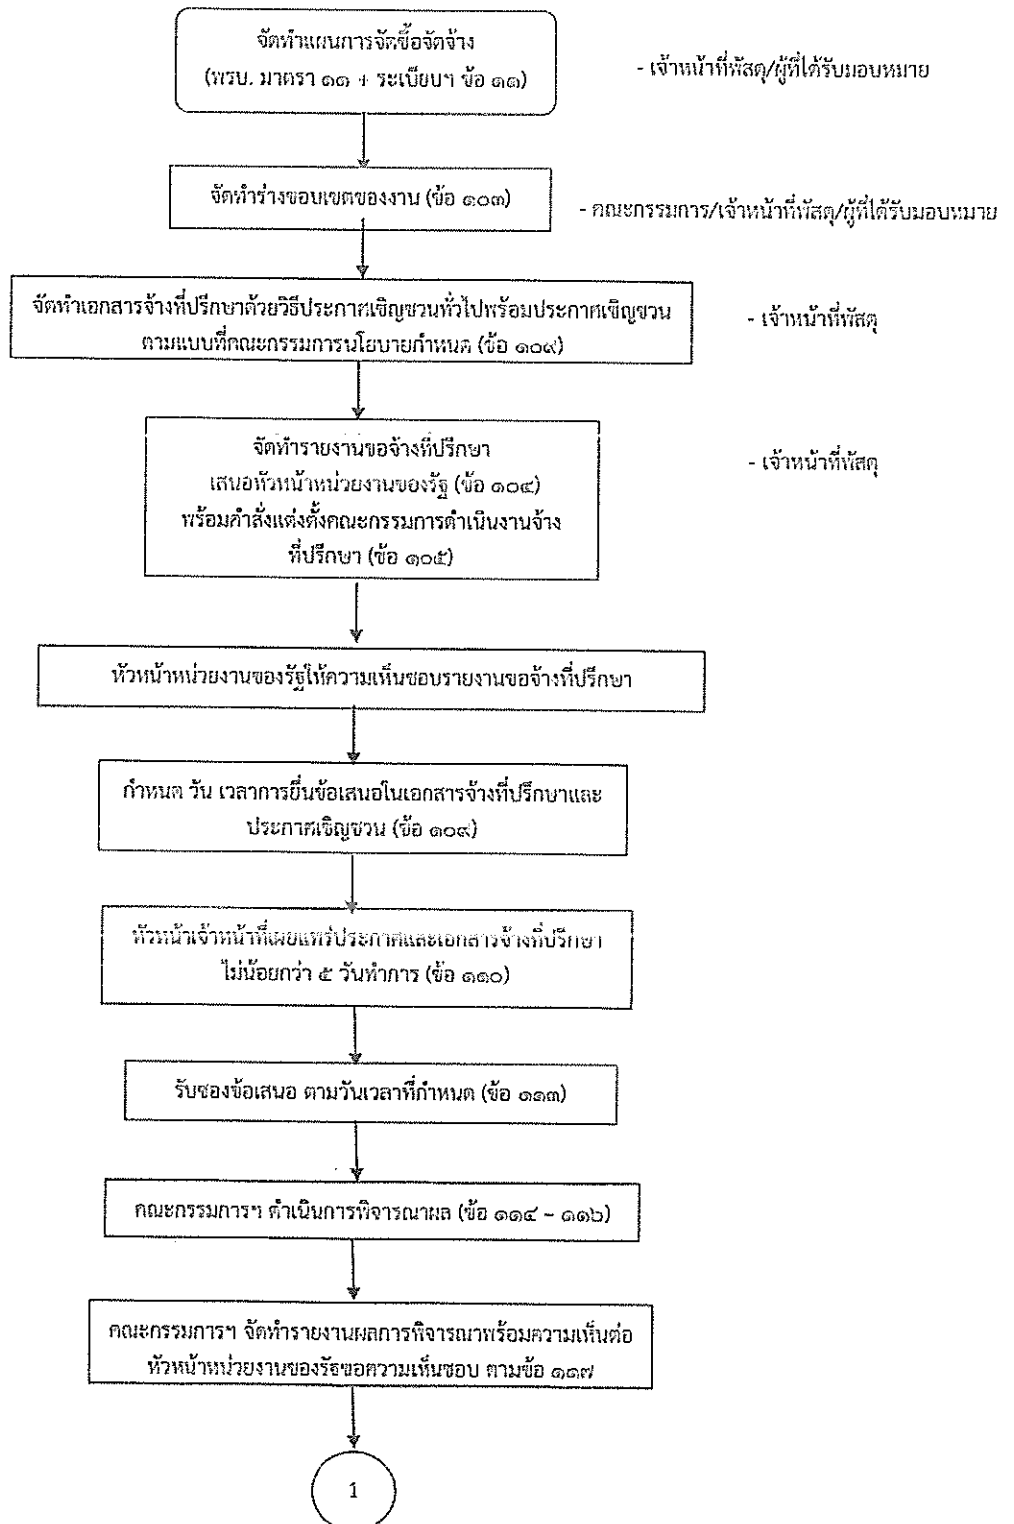 จัดทำแผนการจัดซื้อจัดจ้าง
(พรบ. มาตรา ๑๑ + ระเบียบฯ ข้อ ๑๑)
- เจ้าหน้าที่พัสดุ/ผู้ที่ได้รับมอบหมาย
จัดทำร่างขอบเขตของงาน (ข้อ ๑๐๓)
- คณะกรรมการ/เจ้าหน้าที่พัสดุ/ผู้ที่ได้รับมอบหมาย
จัดทำเอกสารจ้างที่ปรึกษาด้วยวิธีประกาศเชิญชวนทั่วไปพร้อมประกาศเชิญชวน
ตามแบบที่คณะกรรมการนโยบายกำหนด (ข้อ ๑๐๙)
- เจ้าหน้าที่พัสดุ
จัดทำรายงานขอจ้างที่ปรึกษา
เสนอหัวหน้าหน่วยงานของรัฐ (ข้อ ๑๐๔)
พร้อมคำสั่งแต่งตั้งคณะกรรมการดำเนินงานจ้าง
ที่ปรึกษา (ข้อ ๑๐๕)
- เจ้าหน้าที่พัสดุ
หัวหน้าหน่วยงานของรัฐให้ความเห็นชอบรายงานขอจ้างที่ปรึกษา
กำหนด วัน เวลาการยื่นข้อเสนอในเอกสารจ้างที่ปรึกษาและ
ประกาศเชิญชวน (ข้อ ๑๐๙)
หัวหน้าเจ้าหน้าที่เผยแพร่ประกาศและเอกสารจ้างที่ปรึกษา
ไม่น้อยกว่า ๕ วันทำการ (ข้อ ๑๑๐)
รับซองข้อเสนอ ตามวันเวลาที่กำหนด (ข้อ ๑๑๓)
คณะกรรมการฯ ดำเนินการพิจารณาผล (ข้อ ๑๑๔ - ๑๑๖)
คณะกรรมการฯ จัดทำรายงานผลการพิจารณาพร้อมความเห็นต่อ
หัวหน้าหน่วยงานของรัฐขอความเห็นชอบ ตามข้อ ๑๑๗
1